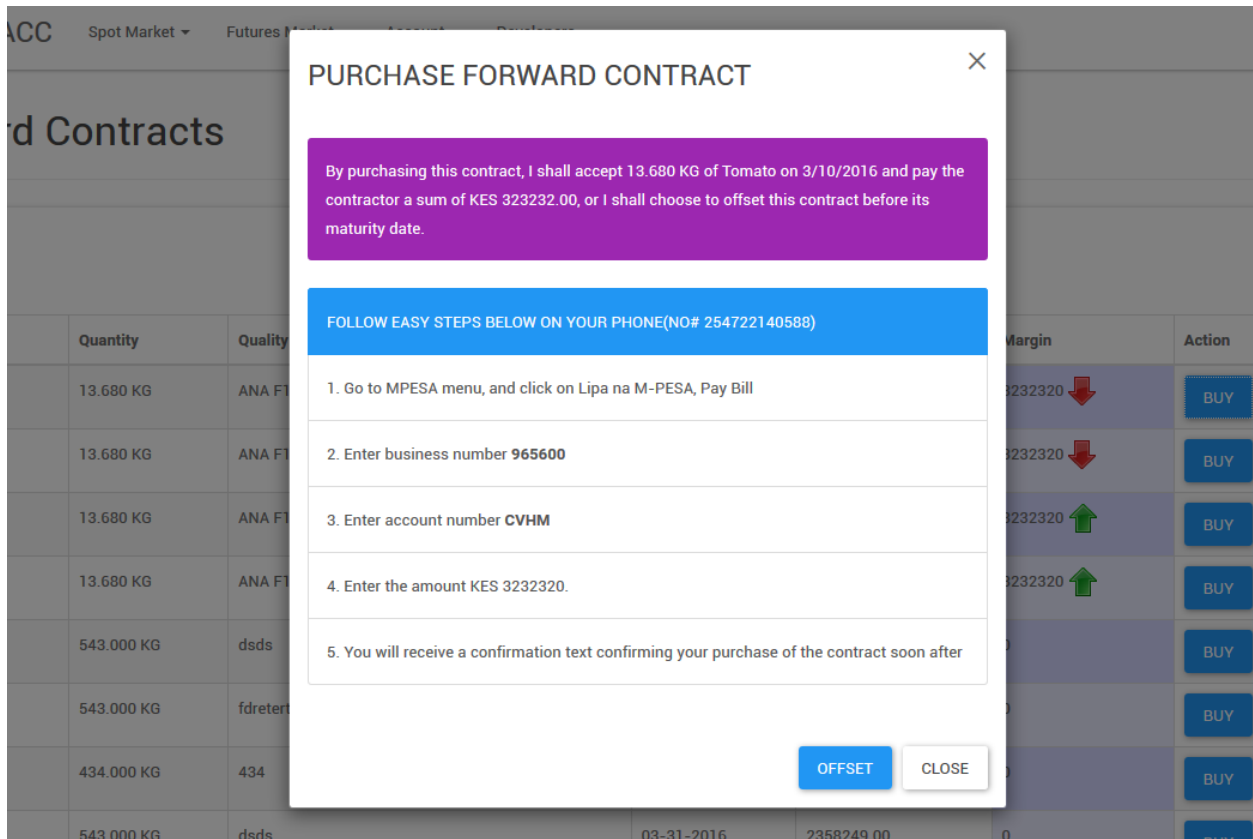 ACC Spot Market Futures Market Account Developers
PURCHASE FORWARD CONTRACT
rd Contracts
By purchasing this contract, I shall accept 13.680 KG of Tomato on 3/10/2016 and pay the
contractor a sum of KES 323232.00, or I shall choose to offset this contract before its
maturity date.
FOLLOW EASY STEPS BELOW ON YOUR PHONE(NO# 254722140588)
1. Go to MPESA menu, and click on Lipa na M-PESA, Pay Bill
2. Enter business number 965600
3. Enter account number CVHM
4. Enter the amount KES 3232320.
5. You will receive a confirmation text confirming your purchase of the contract soon after
OFFSET CLOSE
Quantity Quality Margin Action
13.680 KG ANA F1 3232320 BUY
13.680 KG ANA F1 3232320 BUY
13.680 KG ANA F1 3232320 BUY
13.680 KG ANA F1 3232320 BUY
543.000 KG dsds 0 BUY
543.000 KG fdretert 0 BUY
434.000 KG 434 0 BUY
543.000 KG dsds 03-31-2016 2358249.00 0 BUY